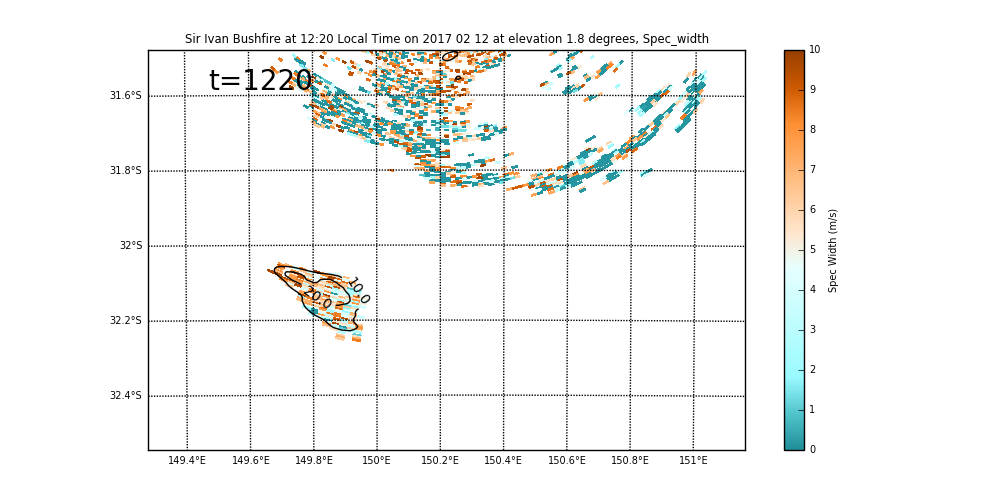 Sir Ivan Bushfire at 12:20 Local Time on 2017 02 12 at elevation 1.8 degrees, Spec_width
t=1220
31.6°S
31.8°S
32°S
32.2°S
32.4°S
149.4°E 149.6°E 149.8°E 150°E 150.2°E 150.4°E 150.6°E 150.8°E 151°E
10.0
20.0
10
9
8
7
6
5
4
3
2
1
0
Spec Width (m/s)